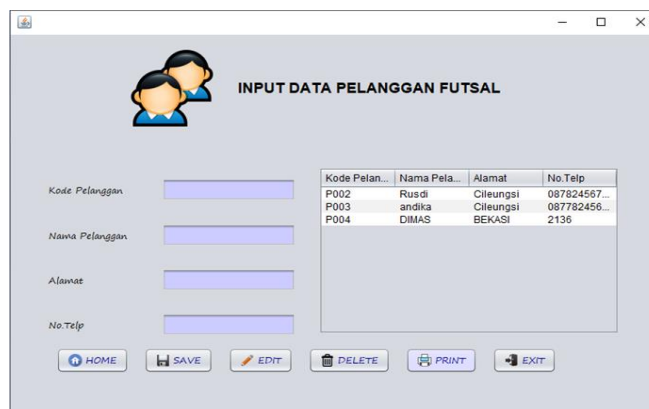 INPUT DATA PELANGGAN FUTSAL
Kode Pelanggan
Nama Pelanggan
Alamat
No.Telp
Kode Pelan... Nama Pela... Alamat No.Telp
P002 Rusdi Cileungsi 087824567...
P003 andika Cileungsi 087782456...
P004 DIMAS BEKASI 2136
HOME SAVE EDIT DELETE PRINT EXIT